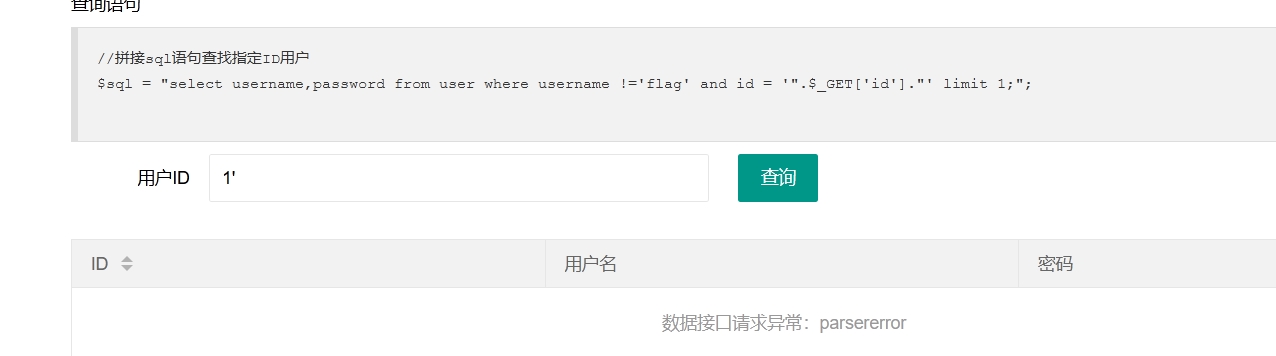 查询语句
//拼接sql语句查找指定ID用户
$sql = "select username,password from user where username !='flag' and id = '".$_GET['id']."' limit 1;";
用户ID 1' 查询
ID 用户名 密码
数据接口请求异常：parsererror